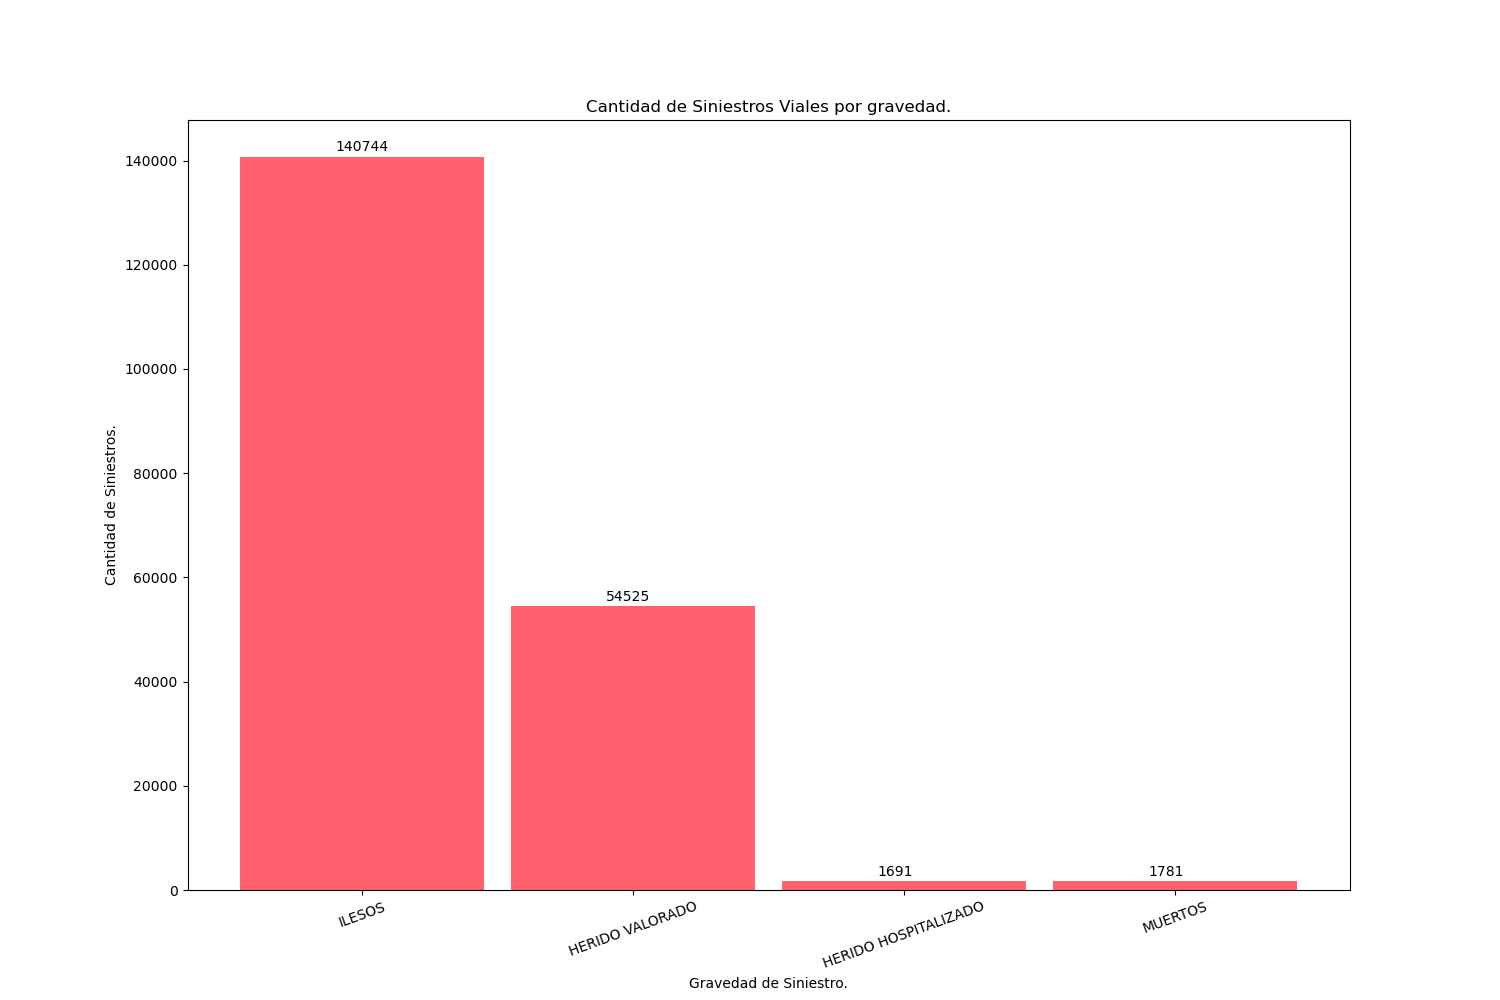 Cantidad de Siniestros Viales por gravedad.
140744
54525
1691
1781
140000
120000
100000
80000
60000
40000
20000
0
Cantidad de Siniestros.
ILESOS
HERIDO VALORADO
HERIDO HOSPITALIZADO
MUERTOS
Gravedad de Siniestro.